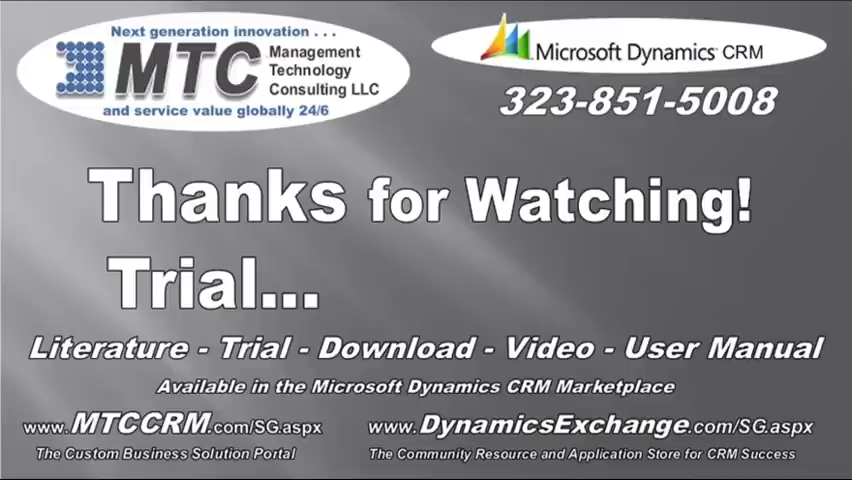 Next generation innovation . . .
MTC
Management
Technology
Consulting LLC
and service value globally 24/6
Microsoft Dynamics CRM
323-851-5008
Thanks for Watching!
Trial...
Literature - Trial - Download - Video - User Manual
Available in the Microsoft Dynamics CRM Marketplace
www.MTCCRM.com/SG.aspx
The Custom Business Solution Portal
www.DynamicsExchange.com/SG.aspx
The Community Resource and Application Store for CRM Success